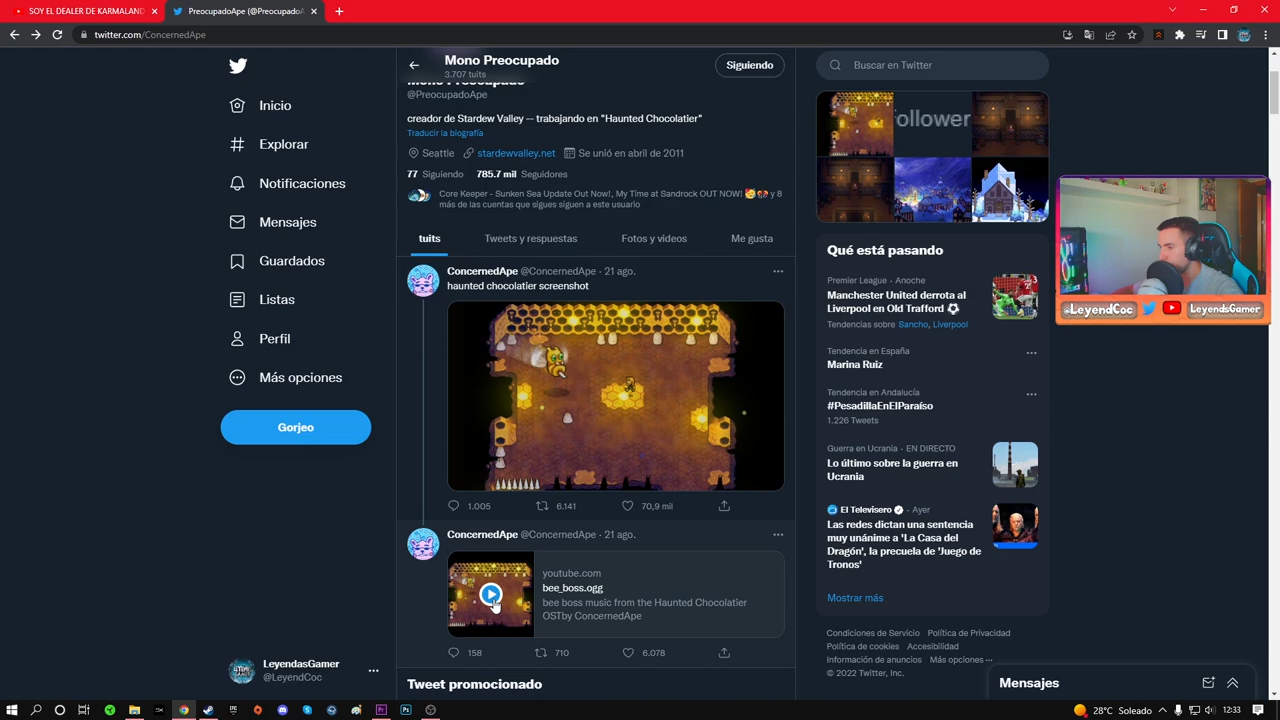 SOY EL DEALER DE KARMALAND
PreocupadoApe (@PreocupadoA
twitter.com/ConcernedApe
Inicio
Explorar
Notificaciones
Mensajes
Guardados
Listas
Perfil
Más opciones
Gorjeo
LeyendasGamer
@LeyendCoc
Mono Preocupado
3.707 tuits
Siguiendo
Mono Preocupado
@PreocupadoApe
creador de Stardew Valley -- trabajando en "Haunted Chocolatier"
Traducir la biografía
Seattle stardewvalley.net Se unió en abril de 2011
77 Siguiendo 785.7 mil Seguidores
Core Keeper - Sunken Sea Update Out Now!, My Time at Sandrock OUT NOW! 🥳 y 8
más de las cuentas que sigues siguen a este usuario
tuits Tweets y respuestas Fotos y videos Me gusta
ConcernedApe @ConcernedApe · 21 ago.
haunted chocolatier screenshot
1.005 6.141 70,9 mil
ConcernedApe @ConcernedApe · 21 ago.
youtube.com
bee_boss.ogg
bee boss music from the Haunted Chocolatier
OSTby ConcernedApe
158 710 6.078
Tweet promocionado
Buscar en Twitter
ollower
Qué está pasando
Premier League · Anoche
Manchester United derrota al
Liverpool en Old Trafford ⚽
Tendencias sobre Sancho, Liverpool
Tendencia en España
Marina Ruiz
Tendencia en Andalucía
#PesadillaEnElParaíso
1.226 Tweets
Guerra en Ucrania · EN DIRECTO
Lo último sobre la guerra en
Ucrania
El Televisero · Ayer
Las redes dictan una sentencia
muy unánime a 'La Casa del
Dragón', la precuela de 'Juego de
Tronos'
Mostrar más
Condiciones de Servicio Política de Privacidad
Política de cookies Accesibilidad
Información de anuncios Más opciones ···
© 2022 Twitter, Inc.
Mensajes
@LeyendCoc LeyendsGamer
28°C Soleado 12:33